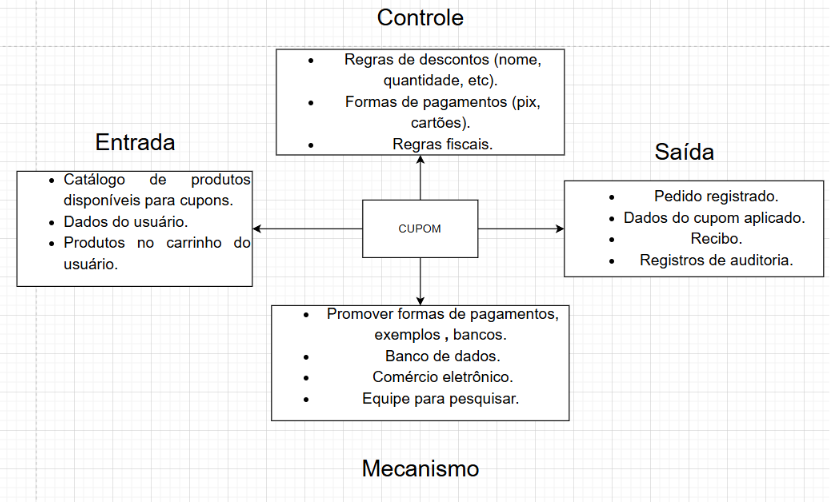 Controle
• Regras de descontos (nome,
quantidade, etc).
• Formas de pagamentos (pix,
cartões).
• Regras fiscais.
Entrada
• Catálogo de produtos
disponíveis para cupons.
• Dados do usuário.
• Produtos no carrinho do
usuário.
CUPOM
Saída
• Pedido registrado.
• Dados do cupom aplicado.
• Recibo.
• Registros de auditoria.
• Promover formas de pagamentos,
exemplos , bancos.
• Banco de dados.
• Comércio eletrônico.
• Equipe para pesquisar.
Mecanismo